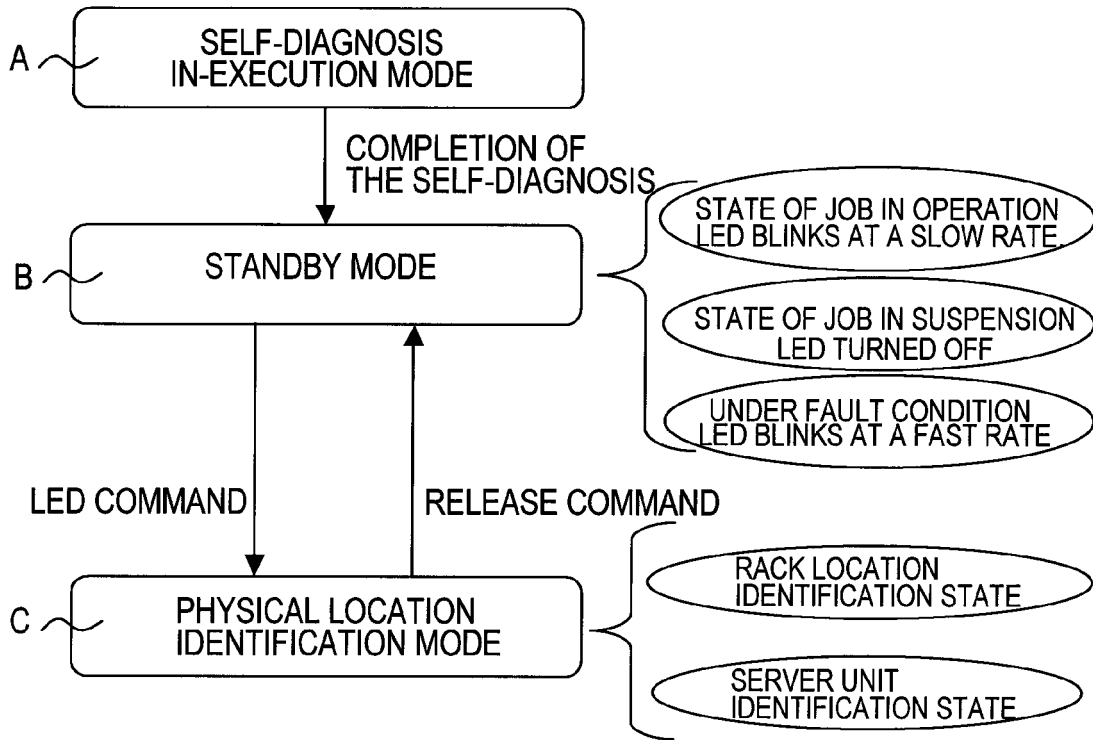 A
SELF-DIAGNOSIS
IN-EXECUTION MODE
COMPLETION OF
THE SELF-DIAGNOSIS
B
STANDBY MODE
STATE OF JOB IN OPERATION
LED BLINKS AT A SLOW RATE.
STATE OF JOB IN SUSPENSION
LED TURNED OFF
UNDER FAULT CONDITION
LED BLINKS AT A FAST RATE
LED COMMAND
RELEASE COMMAND
C
PHYSICAL LOCATION
IDENTIFICATION MODE
RACK LOCATION
IDENTIFICATION STATE
SERVER UNIT
IDENTIFICATION STATE